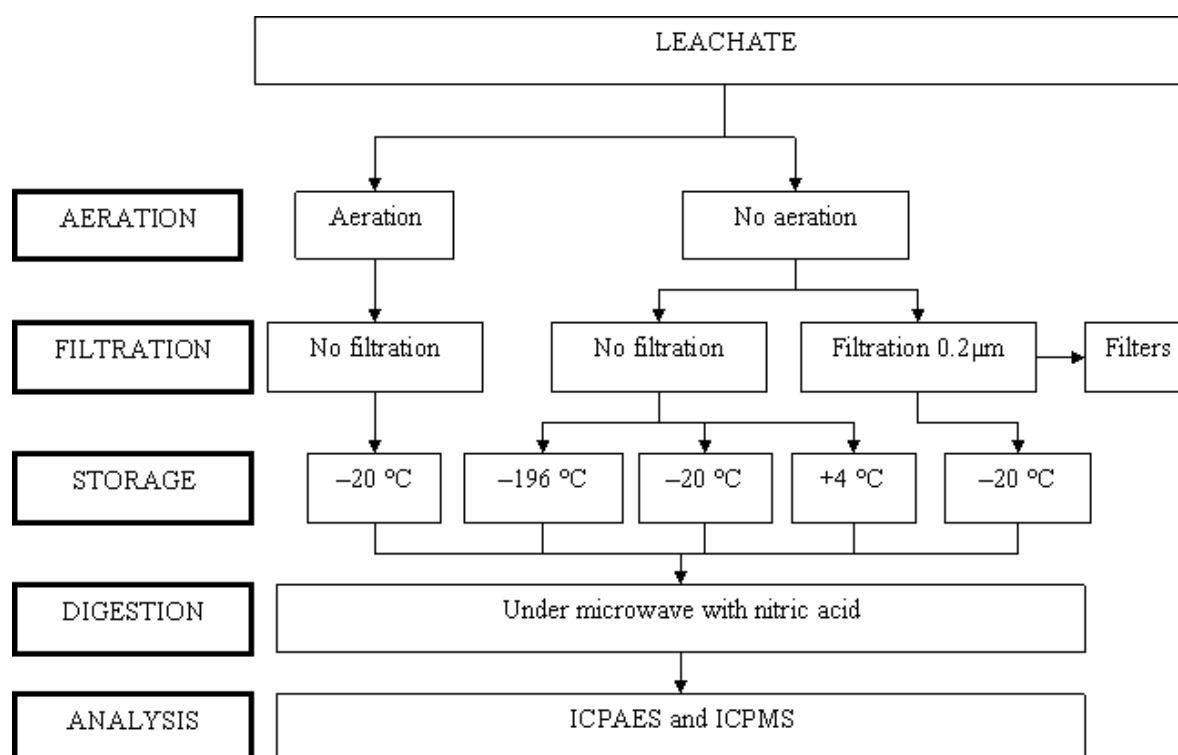 LEACHATE
AERATION
Aeration
No aeration
FILTRATION
No filtration
No filtration
Filtration 0.2µm
Filters
STORAGE
–20 °C
–196 °C
–20 °C
+4 °C
–20 °C
DIGESTION
Under microwave with nitric acid
ANALYSIS
ICPAES and ICPMS